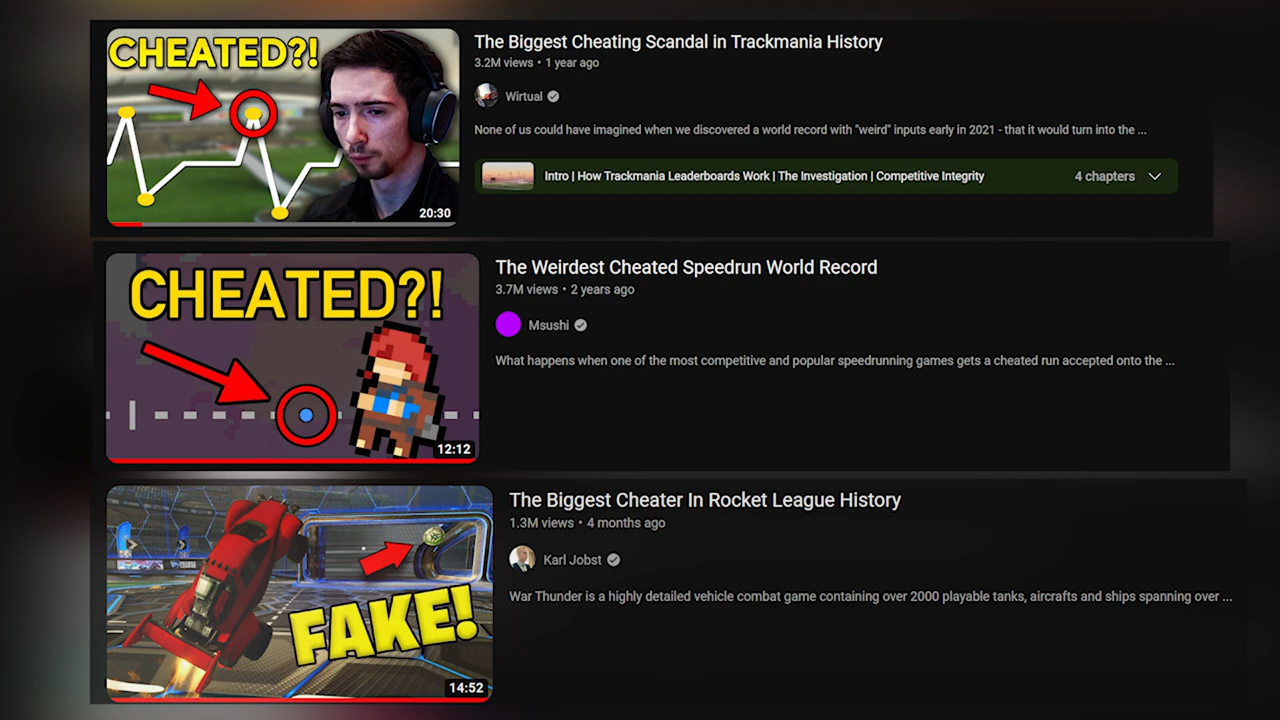 CHEATED?!
20:30
The Biggest Cheating Scandal in Trackmania History
3.2M views • 1 year ago
Wirtual
None of us could have imagined when we discovered a world record with "weird" inputs early in 2021 - that it would turn into the ...
Intro | How Trackmania Leaderboards Work | The Investigation | Competitive Integrity
4 chapters
CHEATED?!
12:12
The Weirdest Cheated Speedrun World Record
3.7M views • 2 years ago
Msushi
What happens when one of the most competitive and popular speedrunning games gets a cheated run accepted onto the ...
FAKE!
14:52
The Biggest Cheater In Rocket League History
1.3M views • 4 months ago
Karl Jobst
War Thunder is a highly detailed vehicle combat game containing over 2000 playable tanks, aircrafts and ships spanning over ...